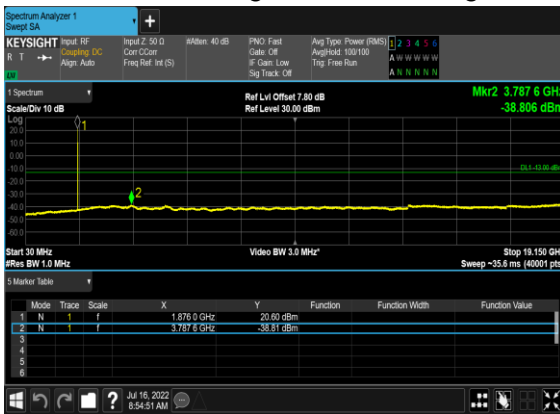 Spectrum Analyzer 1
Swept SA
KEYSIGHT Input: RF Input Z: 50 Ω #Atten: 40 dB PNO: Fast Avg Type: Power (RMS) 1 2 3 4 5 6
R T Coupling: DC Corr CCorr Gate: Off Avg|Hold: 100/100 A W W W W W
Align: Auto Freq Ref: Int (S) IF Gain: Low Trig: Free Run
LV Sig Track: Off A N N N N N
1 Spectrum Ref Lvl Offset 7.80 dB Mkr2 3.787 6 GHz
Scale/Div 10 dB Ref Level 30.00 dBm -38.806 dBm
Log
20.0
10.0
0.00
-10.0
DL1 -13.00 dBm
-20.0
-30.0
-40.0
-50.0
-60.0
1
2
Start 30 MHz Video BW 3.0 MHz* Stop 19.150 GH
#Res BW 1.0 MHz Sweep ~35.6 ms (40001 pts
5 Marker Table
Mode Trace Scale X Y Function Function Width Function Value
1 N 1 f 1.876 0 GHz 20.60 dBm
2 N 1 f 3.787 6 GHz -38.81 dBm
3
4
5
6
? Jul 16, 2022
8:54:51 AM